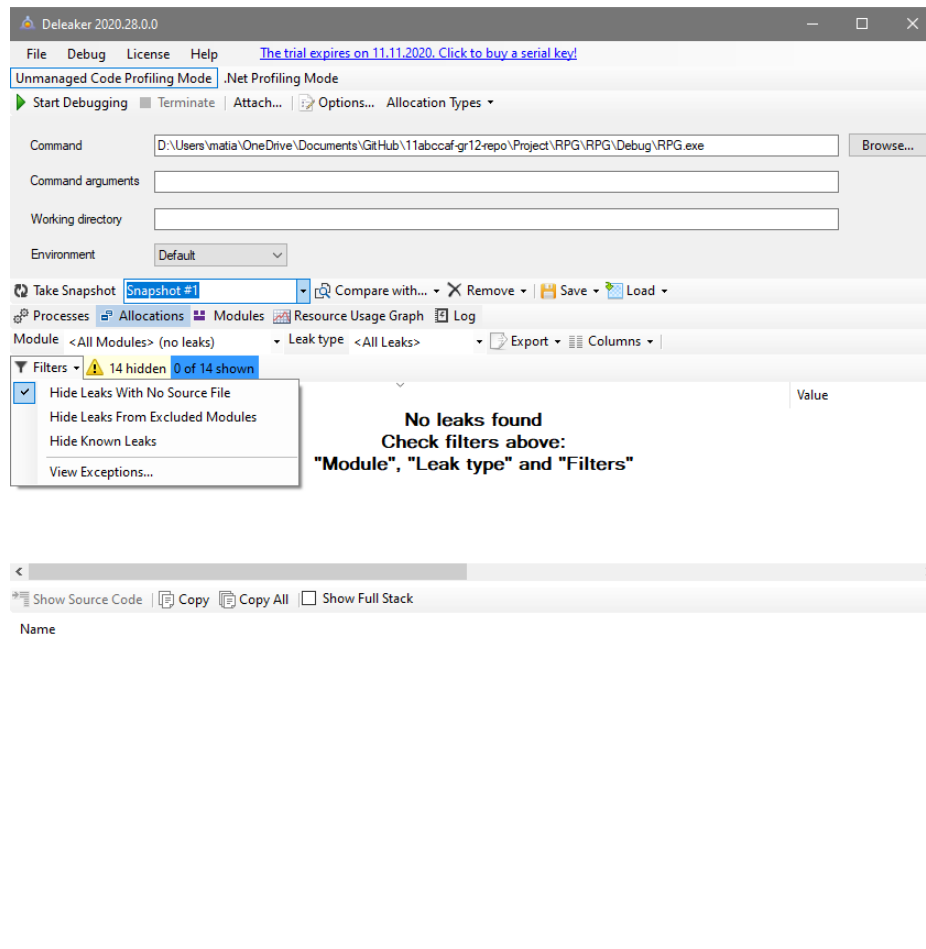 Deleaker 2020.28.0.0
File Debug License Help The trial expires on 11.11.2020. Click to buy a serial key!
Unmanaged Code Profiling Mode .Net Profiling Mode
Start Debugging Terminate Attach... Options... Allocation Types
Command D:\Users\matia\OneDrive\Documents\GitHub\11abccaf-gr12-repo\Project\RPG\RPG\Debug\RPG.exe Browse...
Command arguments
Working directory
Environment Default
Take Snapshot Snapshot #1 Compare with... Remove Save Load
Processes Allocations Modules Resource Usage Graph Log
Module <All Modules> (no leaks) Leak type <All Leaks> Export Columns
Filters 14 hidden 0 of 14 shown
Hide Leaks With No Source File Value
Hide Leaks From Excluded Modules No leaks found
Hide Known Leaks Check filters above:
View Exceptions... "Module", "Leak type" and "Filters"
Show Source Code Copy Copy All Show Full Stack
Name